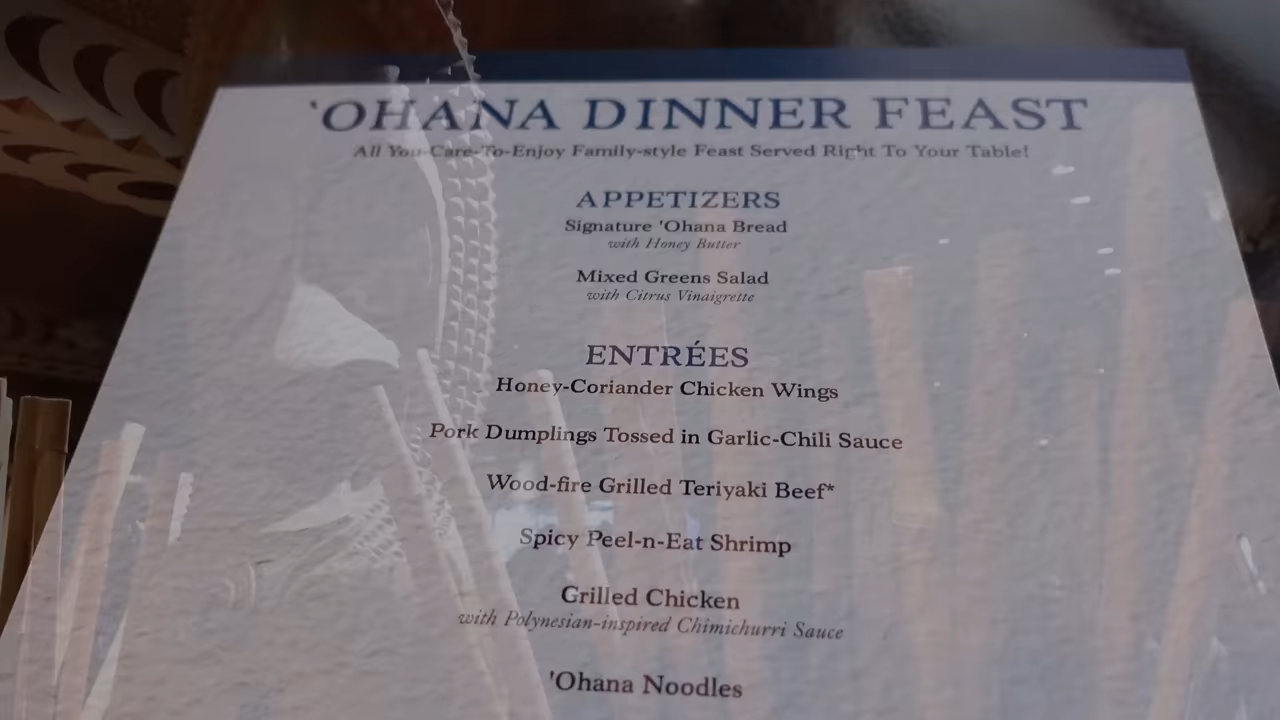 'OHANA DINNER FEAST
All You-Care-To-Enjoy Family-style Feast Served Right To Your Table!
APPETIZERS
Signature 'Ohana Bread
with Honey Butter
Mixed Greens Salad
with Citrus Vinaigrette
ENTRÉES
Honey-Coriander Chicken Wings
Pork Dumplings Tossed in Garlic-Chili Sauce
Wood-fire Grilled Teriyaki Beef*
Spicy Peel-n-Eat Shrimp
Grilled Chicken
with Polynesian-inspired Chimichurri Sauce
'Ohana Noodles